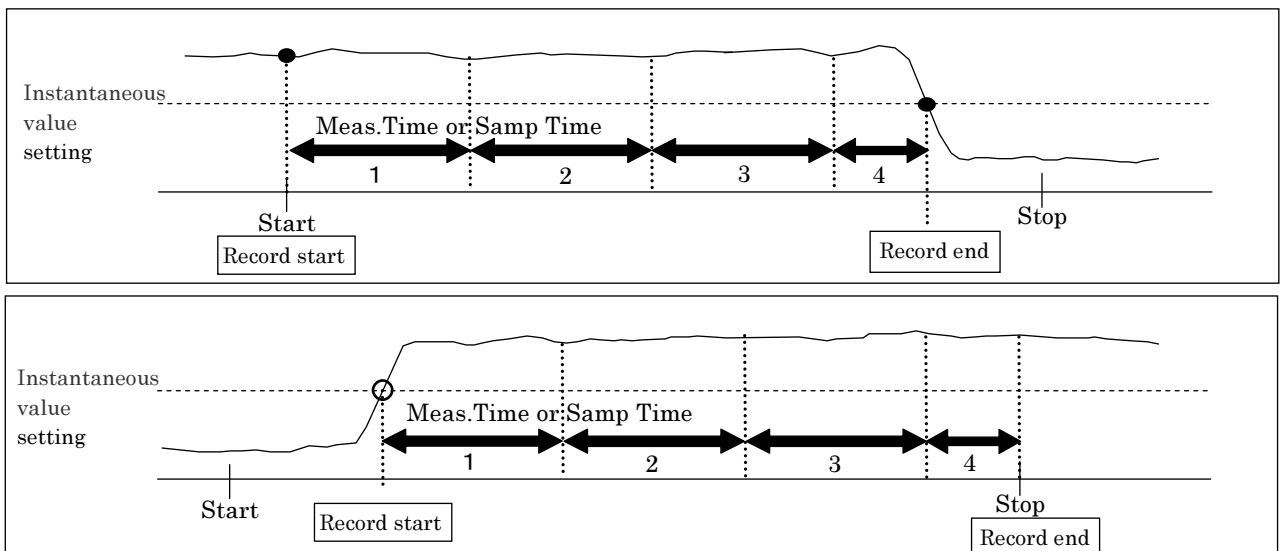 Instantaneous
value
setting
Meas.Time or Samp Time
1 2 3 4
Start Stop
Record start Record end
Instantaneous
value
setting
Meas.Time or Samp Time
1 2 3 4
Start Stop
Record start Record end